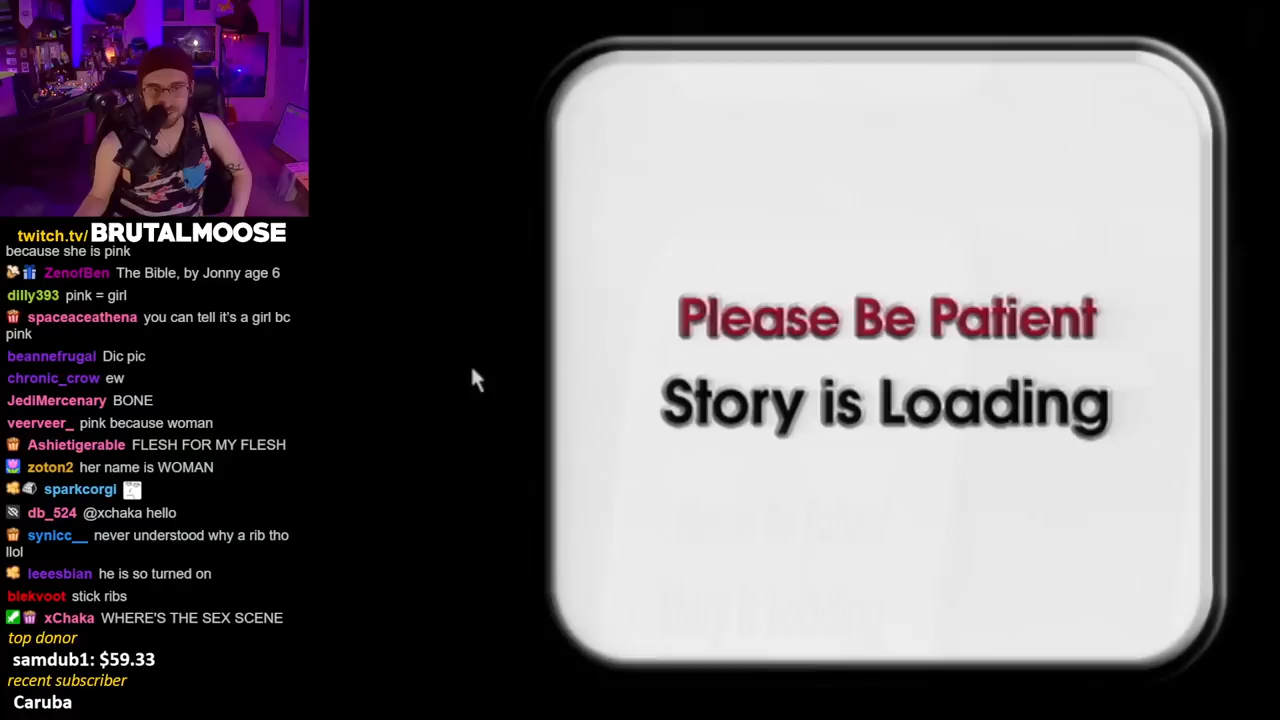 twitch.tv/BRUTALMOOSE
because she is pink
ZenofBen The Bible, by Jonny age 6
dilly393 pink = girl
spaceaceathena you can tell it's a girl bc
pink
beannefrugal Dic pic
chronic_crow ew
JediMercenary BONE
veerveer_ pink because woman
Ashietigerable FLESH FOR MY FLESH
zoton2 her name is WOMAN
sparkcorgi
db_524 @xchaka hello
synicc__ never understood why a rib tho
llol
leeesbian he is so turned on
blekvoot stick ribs
xChaka WHERE'S THE SEX SCENE
top donor
samdub1: $59.33
recent subscriber
Caruba
Please Be Patient
Story is Loading